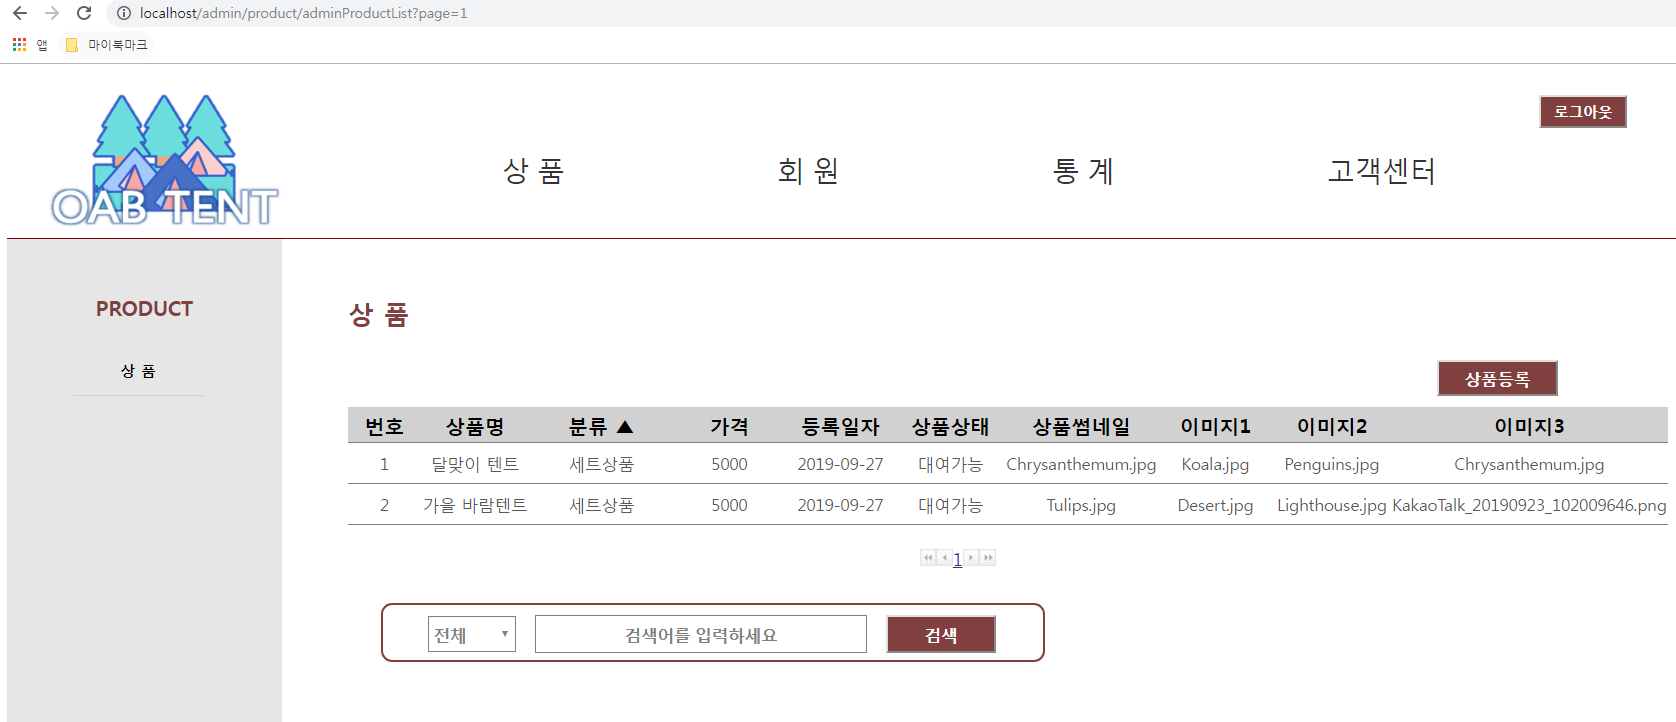 localhost/admin/product/adminProductList?page=1
앱 마이북마크
로그아웃
OAB TENT
상 품 회 원 통 계 고객센터
PRODUCT
상 품
상 품
상품등록
번호 상품명 분류 ▲ 가격 등록일자 상품상태 상품썸네일 이미지1 이미지2 이미지3
1 달맞이 텐트 세트상품 5000 2019-09-27 대여가능 Chrysanthemum.jpg Koala.jpg Penguins.jpg Chrysanthemum.jpg
2 가을 바람텐트 세트상품 5000 2019-09-27 대여가능 Tulips.jpg Desert.jpg Lighthouse.jpg KakaoTalk_20190923_102009646.png
1
전체 검색어를 입력하세요 검색